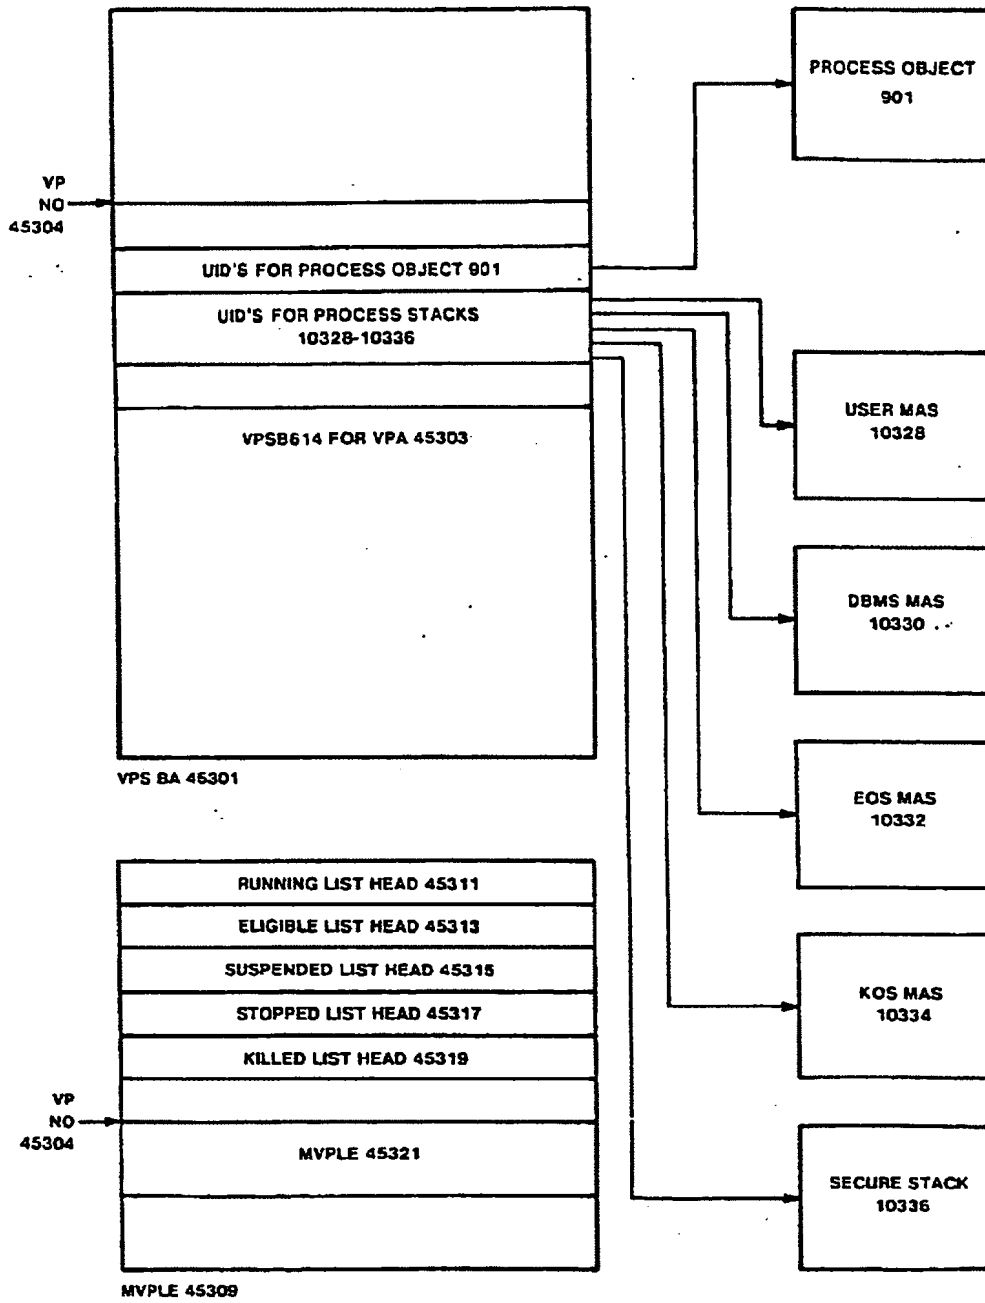 PROCESS OBJECT
901
VP
NO
45304
UID'S FOR PROCESS OBJECT 901
UID'S FOR PROCESS STACKS
10328-10336
VPSB614 FOR VPA 45303
VPS BA 45301
USER MAS
10328
DBMS MAS
10330
EOS MAS
10332
KOS MAS
10334
SECURE STACK
10336
RUNNING LIST HEAD 45311
ELIGIBLE LIST HEAD 45313
SUSPENDED LIST HEAD 45315
STOPPED LIST HEAD 45317
KILLED LIST HEAD 45319
VP
NO
45304
MVPLE 45321
MVPLE 45309